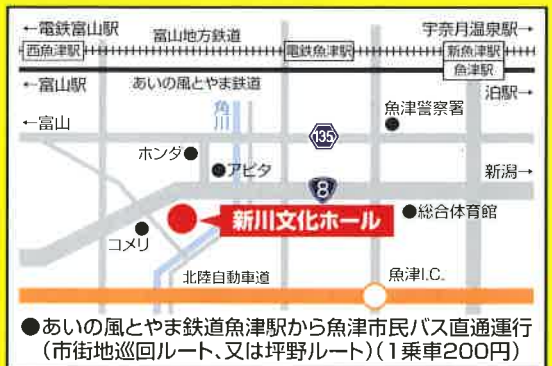 ←電鉄富山駅
富山地方鉄道
宇奈月温泉駅→
西魚津駅
電鉄魚津駅
新魚津駅
魚津駅
←富山駅
あいの風とやま鉄道
泊駅→
←富山
角川
135
魚津警察署
ホンダ●
●アピタ
8
新潟→
コメリ
新川文化ホール
●総合体育館
北陸自動車道
魚津I.C.
●あいの風とやま鉄道魚津駅から魚津市民バス直通運行
(市街地巡回ルート、又は坪野ルート)(1乗車200円)